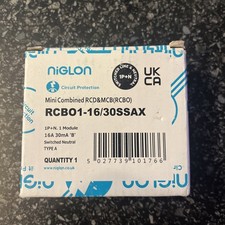 NIGLON
Circuit Protection
1P+N
UK
CA
Mini Combined RCD&MCB(RCBO)
RCBO1-16/30SSAX
1P+N, 1 Module
16A 30mA 'B'
Switched Neutral
TYPE A
QUANTITY 1
www.niglon.co.uk
5 027739 101766